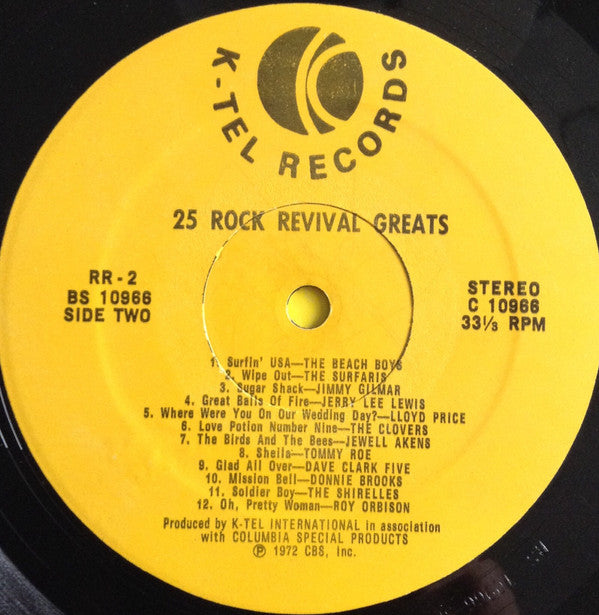 K-TEL RECORDS
25 ROCK REVIVAL GREATS
RR-2
BS 10966
SIDE TWO
STEREO
C 10966
33⅓ RPM
1. Surfin' USA—THE BEACH BOYS
2. Wipe Out—THE SURFARIS
3. Sugar Shack—JIMMY GILMAR
4. Great Balls Of Fire—JERRY LEE LEWIS
5. Where Were You On Our Wedding Day?—LLOYD PRICE
6. Love Potion Number Nine—THE CLOVERS
7. The Birds And The Bees—JEWELL AKENS
8. Sheila—TOMMY ROE
9. Glad All Over—DAVE CLARK FIVE
10. Mission Bell—DONNIE BROOKS
11. Soldier Boy—THE SHIRELLES
12. Oh, Pretty Woman—ROY ORBISON
Produced by K-TEL INTERNATIONAL in association
with COLUMBIA SPECIAL PRODUCTS
Ⓟ 1972 CBS, Inc.